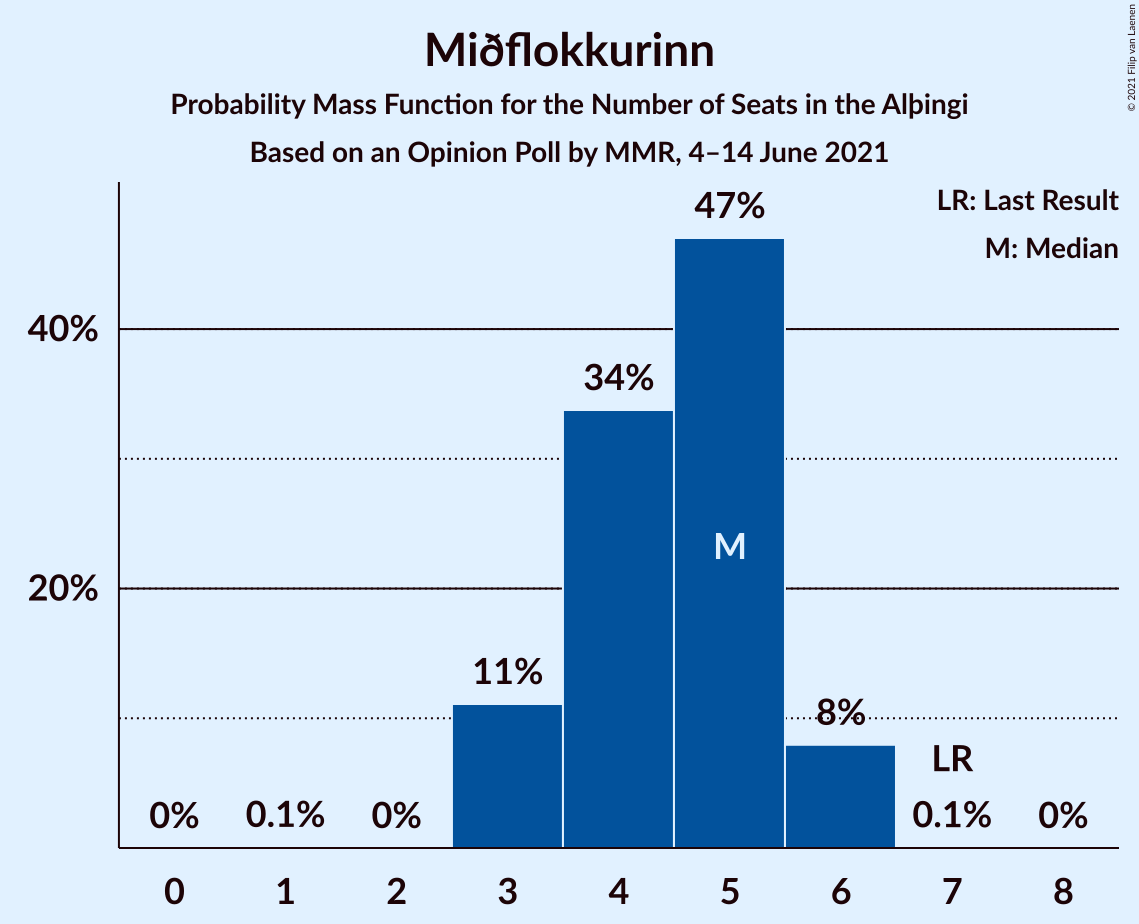 Miðflokkurinn
Probability Mass Function for the Number of Seats in the Alþingi
Based on an Opinion Poll by MMR, 4–14 June 2021
© 2021 Filip van Laenen
LR: Last Result
M: Median
47%
40%
34%
M
20%
11%
8%
LR
0% 0.1% 0% 0.1% 0%
0 1 2 3 4 5 6 7 8